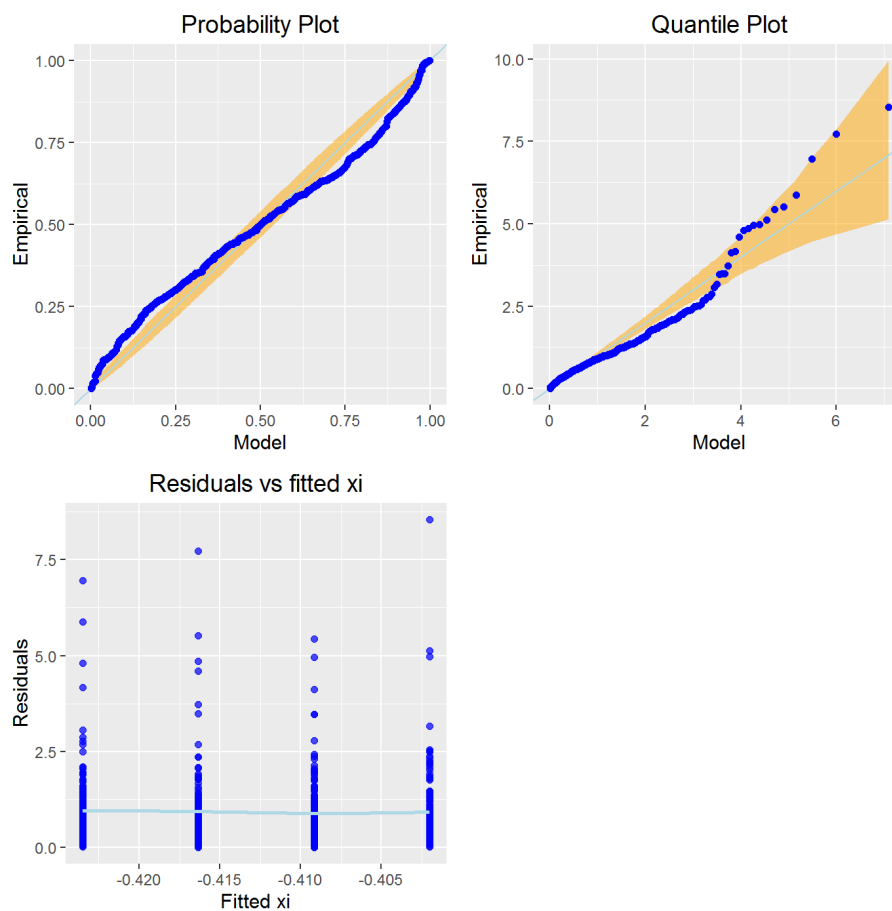 Probability Plot
1.00
0.75
0.50
0.25
0.00
0.00 0.25 0.50 0.75 1.00
Empirical
Model
Quantile Plot
10.0
7.5
5.0
2.5
0.0
0 2 4 6
Empirical
Model
Residuals vs fitted xi
7.5
5.0
2.5
0.0
-0.420 -0.415 -0.410 -0.405
Residuals
Fitted xi